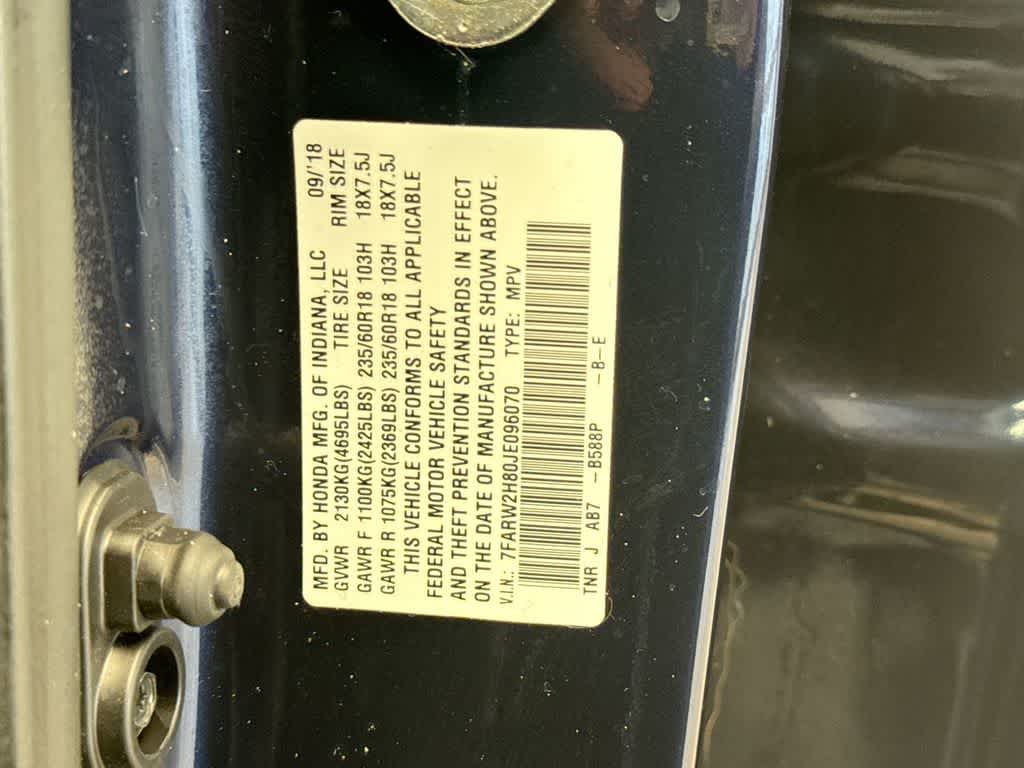 MFD. BY HONDA MFG. OF INDIANA, LLC 09/'18
GVWR 2130KG(4695LBS) TIRE SIZE RIM SIZE
GAWR F 1100KG(2425LBS) 235/60R18 103H 18X7.5J
GAWR R 1075KG(2369LBS) 235/60R18 103H 18X7.5J
THIS VEHICLE CONFORMS TO ALL APPLICABLE
FEDERAL MOTOR VEHICLE SAFETY
AND THEFT PREVENTION STANDARDS IN EFFECT
ON THE DATE OF MANUFACTURE SHOWN ABOVE.
V.I.N.: 7FARW2H80JE096070 TYPE: MPV
TNR J AB7 -B588P -B-E